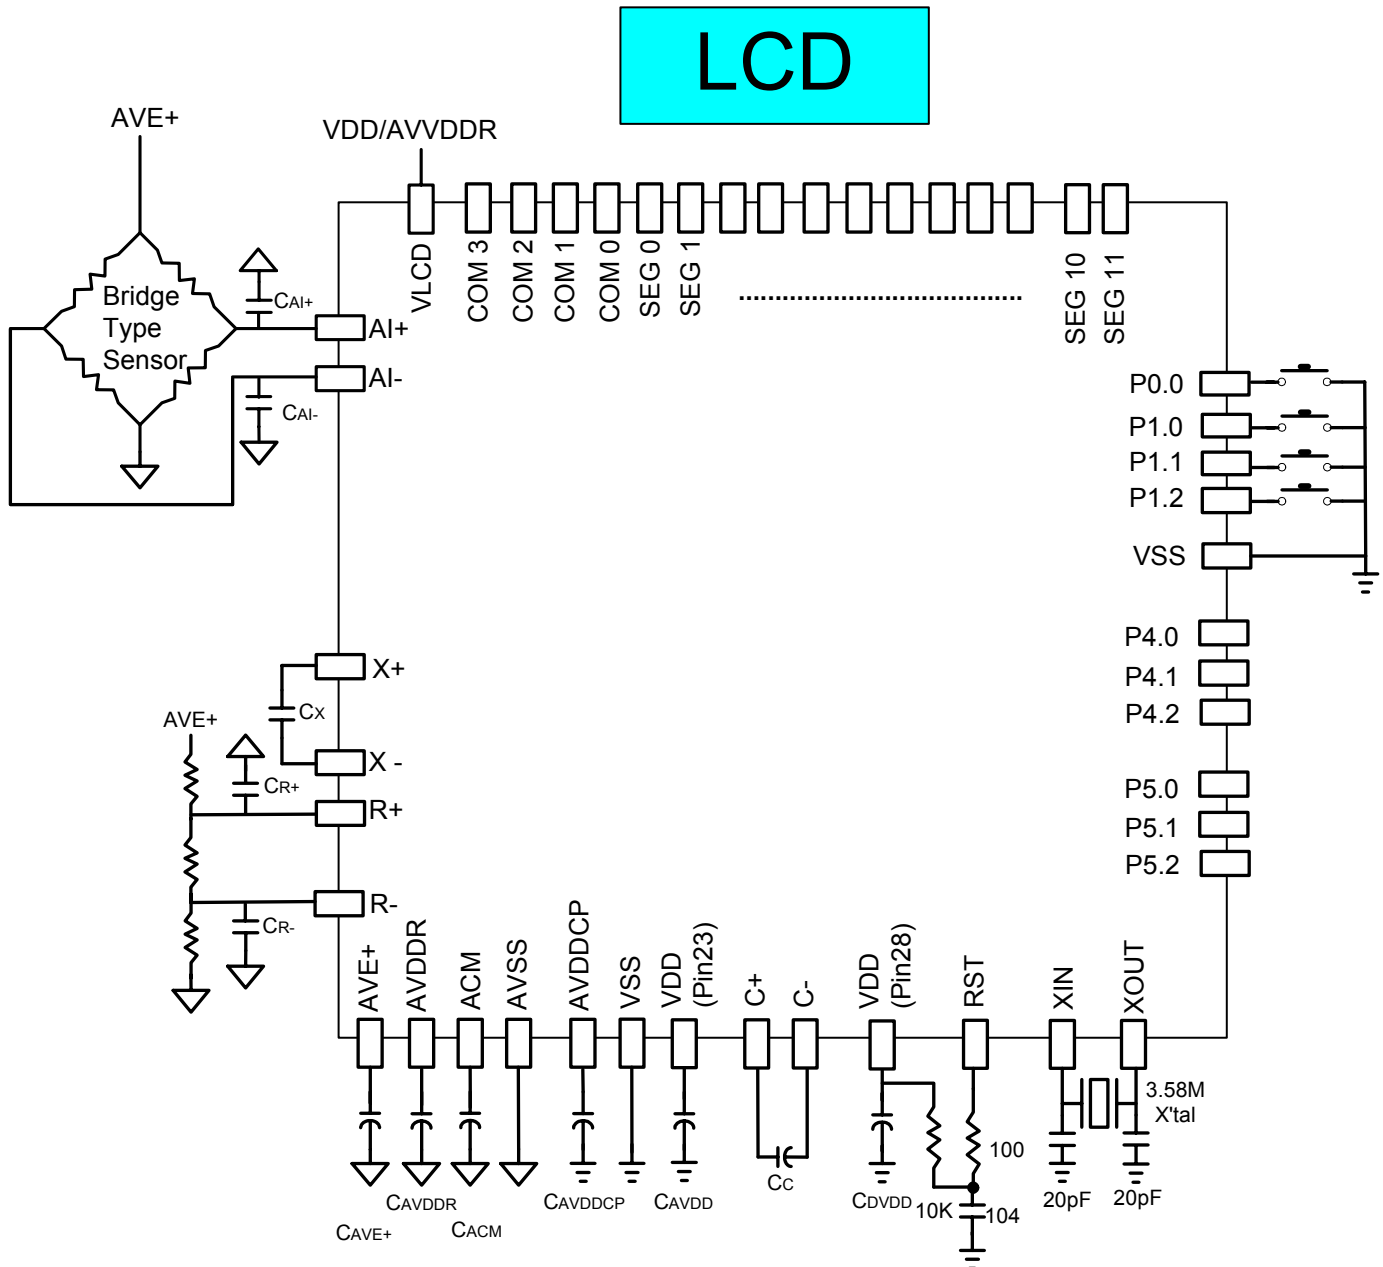 LCD
AVE+
VDD/AVVDDR
VLCD
COM 3
COM 2
COM 1
COM 0
SEG 0
SEG 1
SEG 10
SEG 11
Bridge
Type
Sensor
CAI+
AI+
AI-
CAI-
P0.0
P1.0
P1.1
P1.2
VSS
P4.0
P4.1
P4.2
P5.0
P5.1
P5.2
X+
CX
X -
AVE+
CR+
R+
R-
CR-
AVE+
AVDDR
ACM
AVSS
AVDDCP
VSS
VDD
(Pin23)
C+
C-
VDD
(Pin28)
RST
XIN
XOUT
3.58M
X'tal
100
CC
CAVDDR
CAVE+
CACM
CAVDDCP
CAVDD
CDVDD
10K
104
20pF
20pF